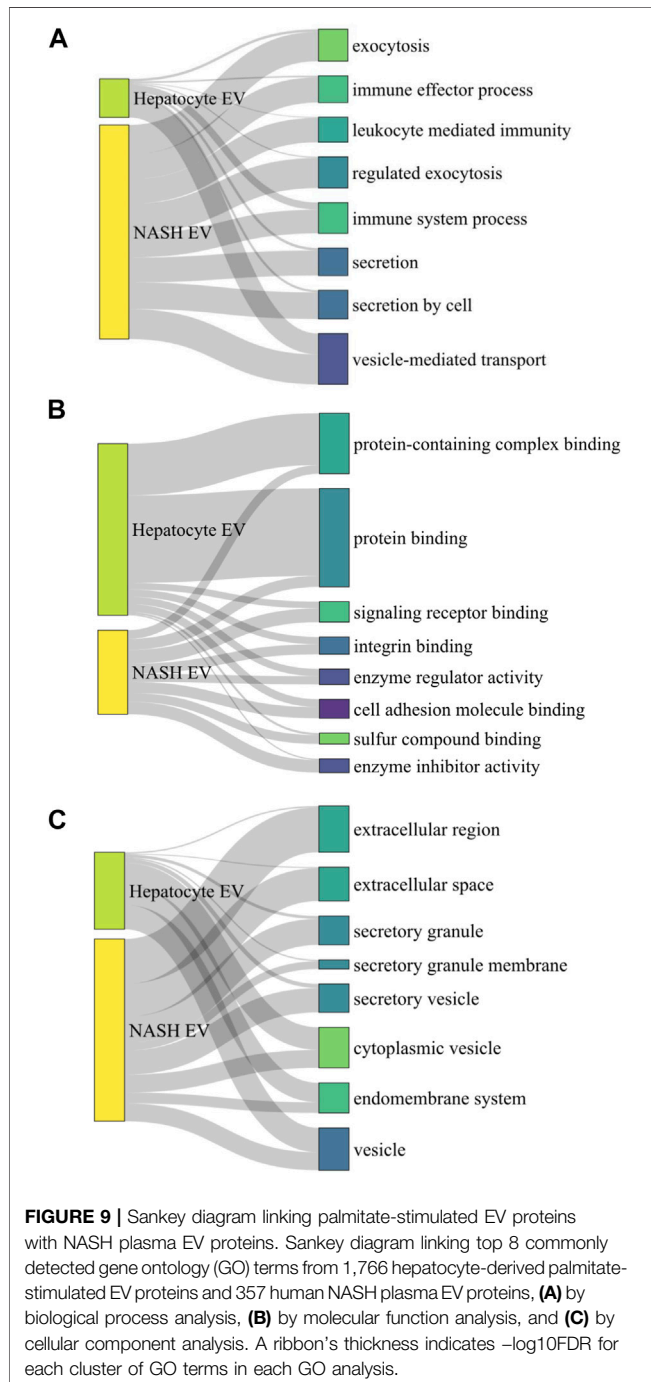 A
Hepatocyte EV
NASH EV
exocytosis
immune effector process
leukocyte mediated immunity
regulated exocytosis
immune system process
secretion
secretion by cell
vesicle-mediated transport
B
Hepatocyte EV
NASH EV
protein-containing complex binding
protein binding
signaling receptor binding
integrin binding
enzyme regulator activity
cell adhesion molecule binding
sulfur compound binding
enzyme inhibitor activity
C
Hepatocyte EV
NASH EV
extracellular region
extracellular space
secretory granule
secretory granule membrane
secretory vesicle
cytoplasmic vesicle
endomembrane system
vesicle
FIGURE 9 | Sankey diagram linking palmitate-stimulated EV proteins
with NASH plasma EV proteins. Sankey diagram linking top 8 commonly
detected gene ontology (GO) terms from 1,766 hepatocyte-derived palmitate-
stimulated EV proteins and 357 human NASH plasma EV proteins, (A) by
biological process analysis, (B) by molecular function analysis, and (C) by
cellular component analysis. A ribbon's thickness indicates –log10FDR for
each cluster of GO terms in each GO analysis.